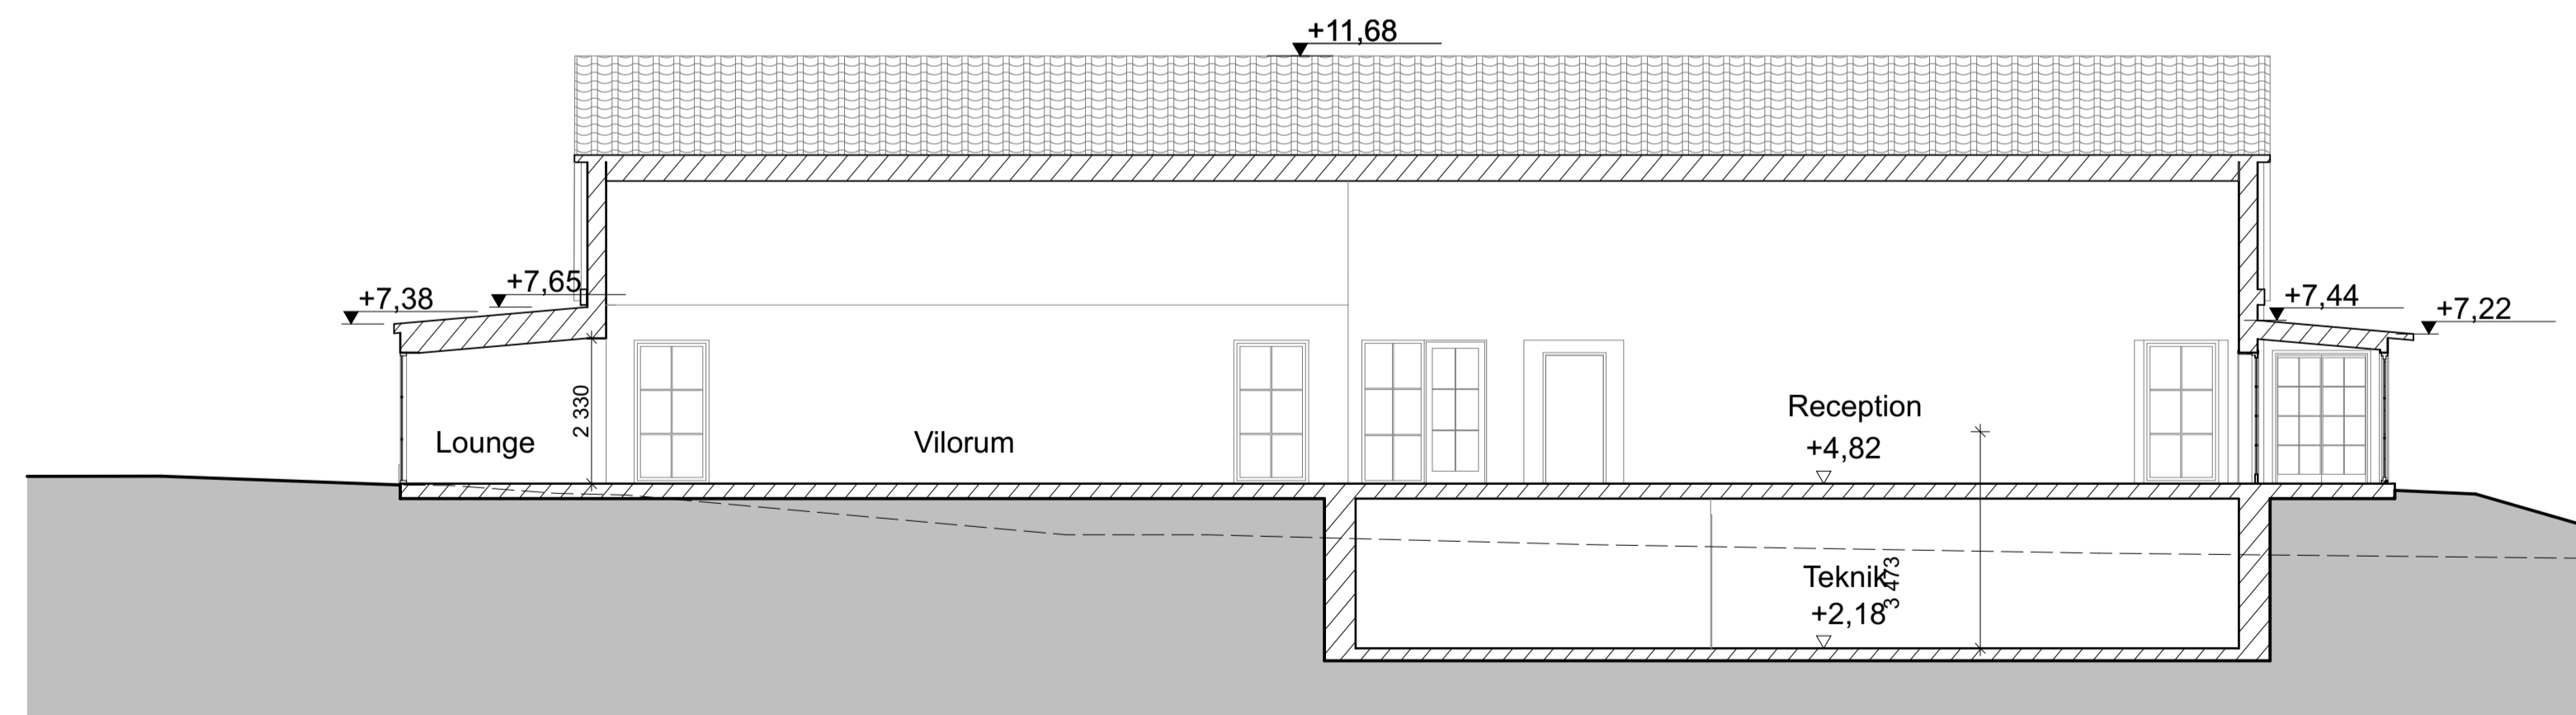 +11,68
+7,65
+7,38
+7,44
+7,22
2 330
Lounge
Vilorum
Reception
+4,82
Teknik
3 473
+2,18